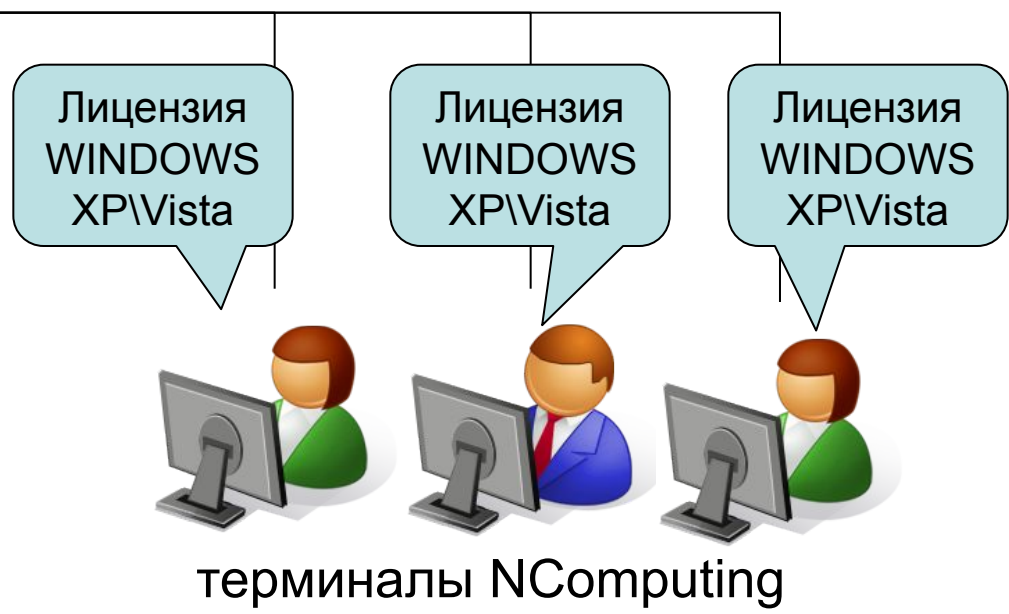 Лицензия
WINDOWS
XP\Vista
Лицензия
WINDOWS
XP\Vista
Лицензия
WINDOWS
XP\Vista
терминалы NComputing